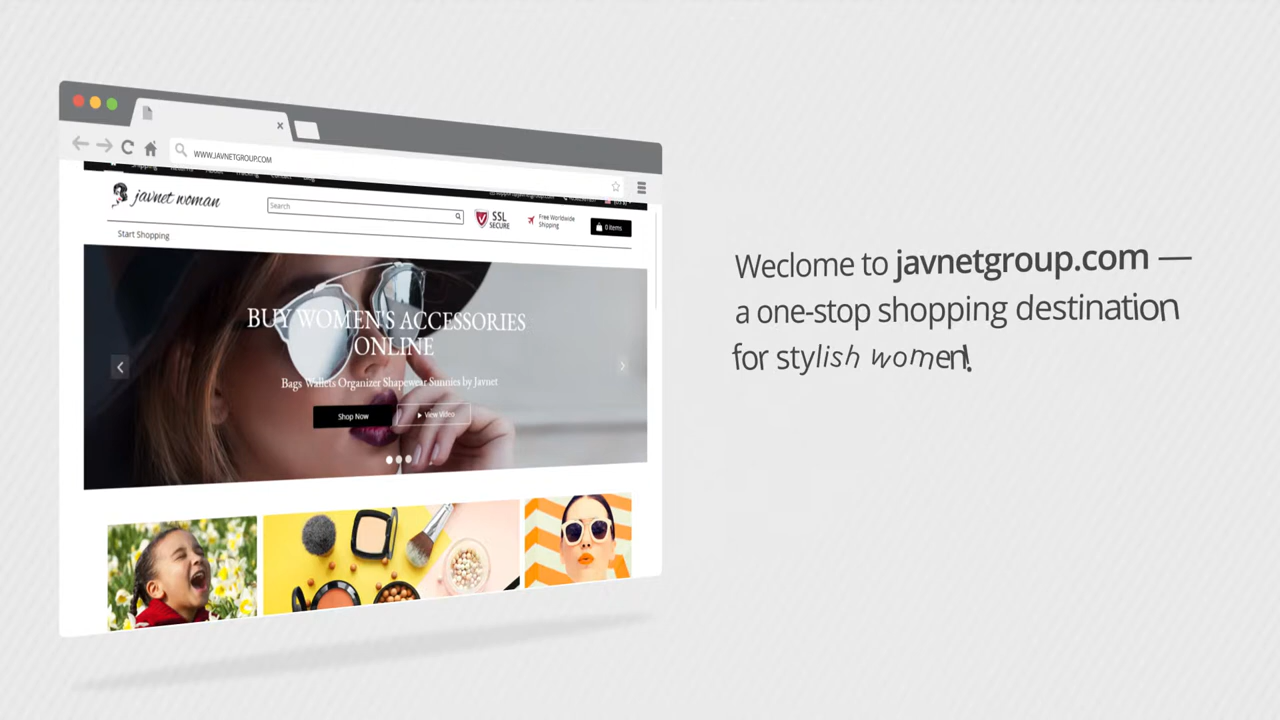 WWW.JAVNETGROUP.COM
javnet woman
Search
SSL
SECURE
Free Worldwide
Shipping
0 items
Start Shopping
BUY WOMEN'S ACCESSORIES
ONLINE
Bags Wallets Organizer Shapewear Sunnies by Javnet
Shop Now
View Video
Weclome to javnetgroup.com —
a one-stop shopping destination
for stylish women!